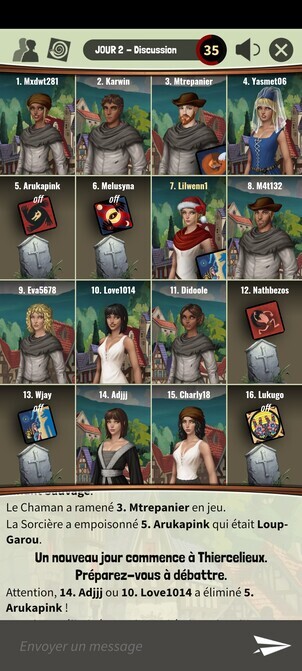 JOUR 2 - Discussion
35
1. Mxdwt281
2. Karwin
3. Mtrepanier
4. Yasmet06
5. Arukapink
off
6. Melusyna
off
7. Lilwenn1
8. M4t132
9. Eva5678
10. Love1014
11. Didoole
12. Nathbezos
13. Wjay
off
14. Adjjj
15. Charly18
16. Lukugo
off
Le Chaman a ramené 3. Mtrepanier en jeu.
La Sorcière a empoisonné 5. Arukapink qui était Loup-
Garou.
Un nouveau jour commence à Thiercelieux.
Préparez-vous à débattre.
Attention, 14. Adjjj ou 10. Love1014 a éliminé 5.
Arukapink !
Envoyer un message